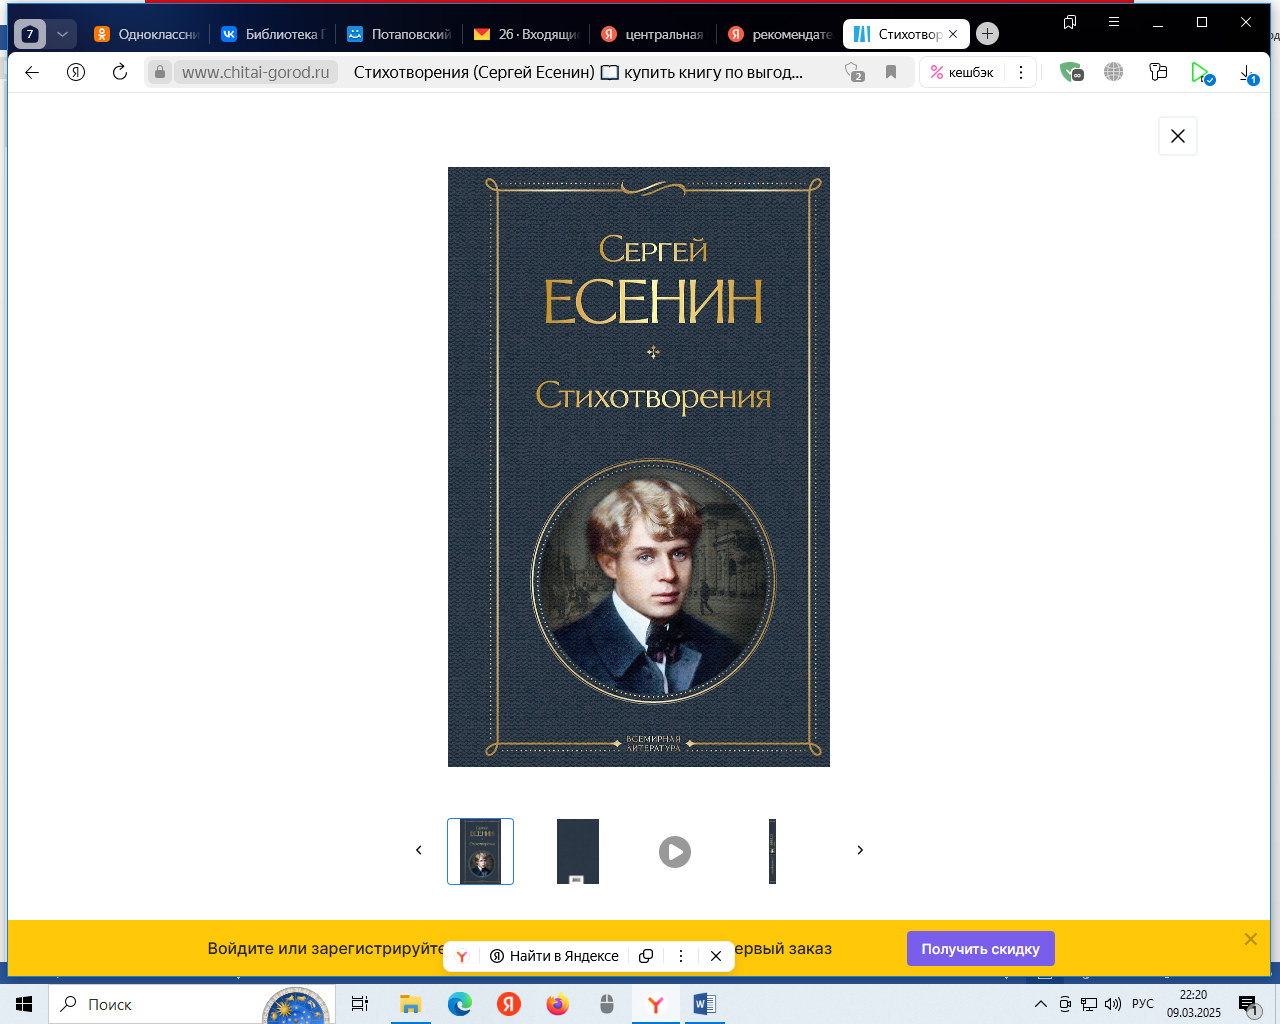 7
Одноклассни
Библиотека Г
Потаповский
26 · Входящие
центральная
рекомендате
Стихотвор
www.chitai-gorod.ru
Стихотворения (Сергей Есенин) 📖 купить книгу по выгод...
2
% кешбэк
1
Сергей
ЕСЕНИН
Стихотворения
ВСЕМИРНАЯ
ЛИТЕРАТУРА
Войдите или зарегистрируйте
ервый заказ
Получить скидку
Найти в Яндексе
Поиск
РУС
22:20
09.03.2025
1